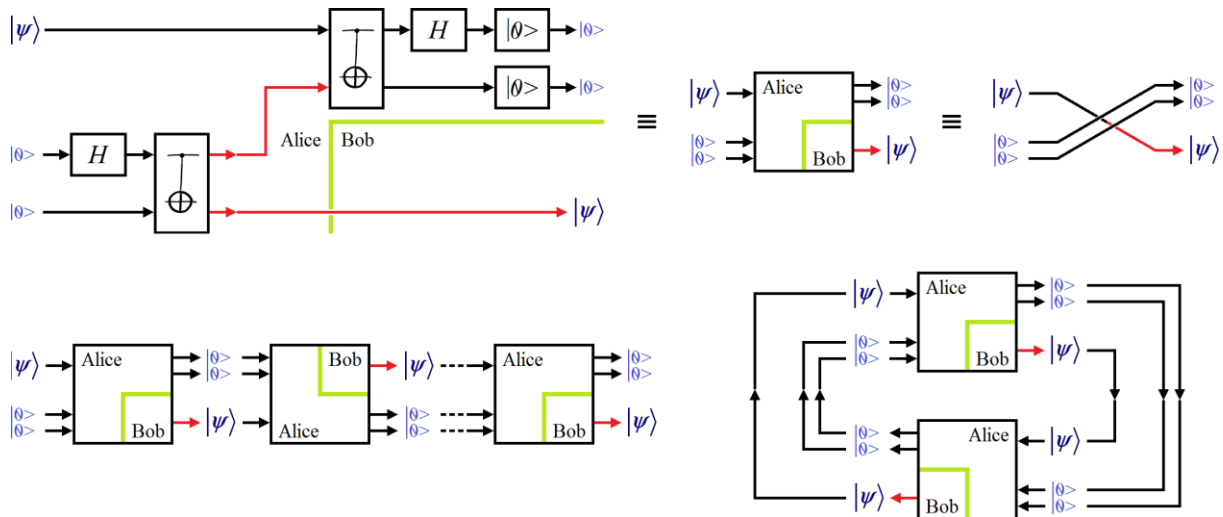 |ψ⟩ H |0> |0>
|0> |0>
Alice Bob
|0> H
|0> |ψ⟩
≡
|ψ⟩ Alice |0>
|0>
|0>
|0> Bob |ψ⟩
≡
|ψ⟩ |0>
|0>
|0>
|0> |ψ⟩
|ψ⟩ Alice |0> Bob |ψ⟩ Alice |0>
|0> |0>
|0> |0>
|0> Bob |ψ⟩ Alice |0> Bob |ψ⟩
|ψ⟩ Alice |0>
|0>
|0>
|0> Bob |ψ⟩
|0> Alice |ψ⟩
|0>
|0>
|ψ⟩ Bob |0>